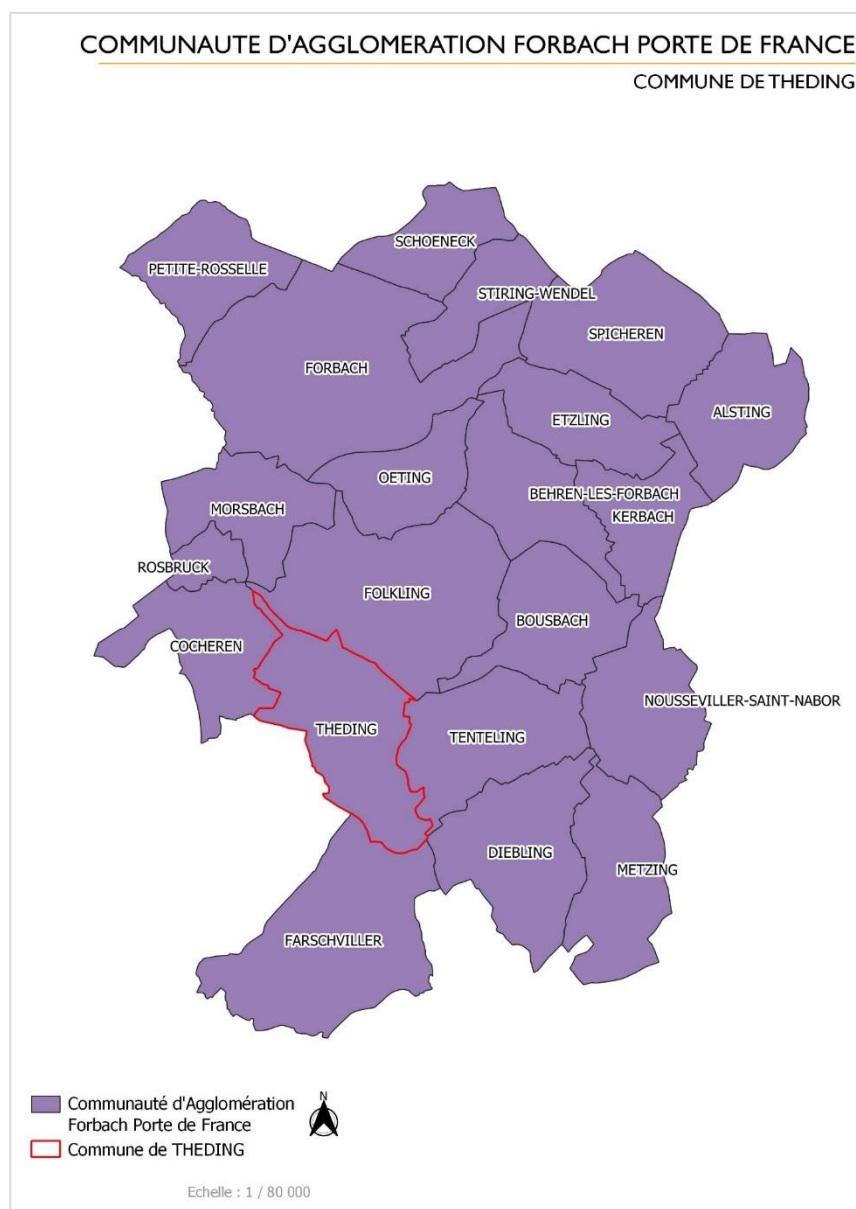 COMMUNAUTE D'AGGLOMERATION FORBACH PORTE DE FRANCE
COMMUNE DE THEDING
SCHOENECK
PETITE-ROSSELLE
STIRING-WENDEL
SPICHEREN
FORBACH
ALSTING
ETZLING
OETING
BEHREN-LES-FORBACH
MORSBACH
KERBACH
ROSBRUCK
FOLKLING
BOUSBACH
COCHEREN
NOUSSEVILLER-SAINT-NABOR
THEDING
TENTELING
DIEBLING
METZING
FARSCHVILLER
Communauté d'Agglomération
Forbach Porte de France
N
Commune de THEDING
Echelle : 1 / 80 000